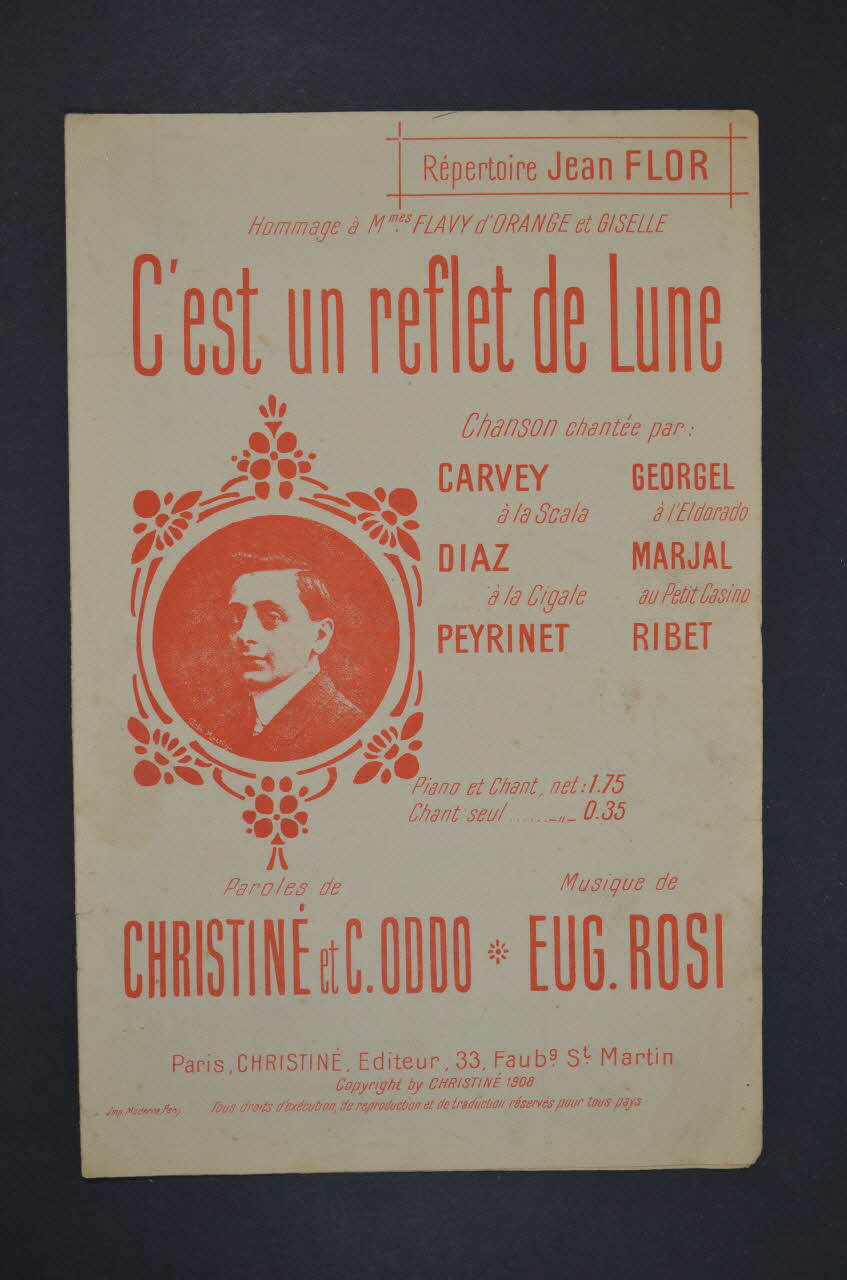 Répertoire Jean FLOR
Hommage à Mmes. FLAVY d'ORANGE et GISELLE
C'est un reflet de Lune
Chanson chantée par:
CARVEY
à la Scala
GEORGEL
à l'Eldorado
DIAZ
à la Cigale
MARJAL
au Petit Casino
PEYRINET
RIBET
Piano et Chant, net: 1.75
Chant seul ......_"_ 0.35
Paroles de
CHRISTINÉ et C. ODDO
Musique de
EUG. ROSI
Paris, CHRISTINÉ, Editeur, 33, Faubg. St. Martin
Copyright by CHRISTINÉ 1908
Imp. Moderne, Paris
Tous droits d'exécution, de reproduction et de traduction réservés pour tous pays